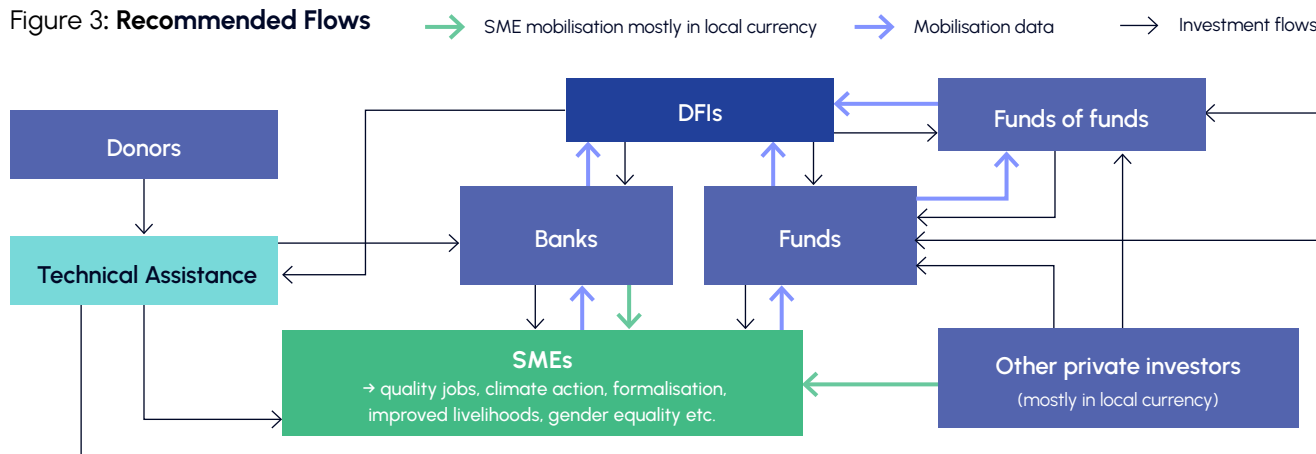 Figure 3: Recommended Flows
SME mobilisation mostly in local currency
Mobilisation data
Investment flows
DFIs
Funds of funds
Donors
Banks
Funds
Technical Assistance
SMEs
→ quality jobs, climate action, formalisation,
improved livelihoods, gender equality etc.
Other private investors
(mostly in local currency)